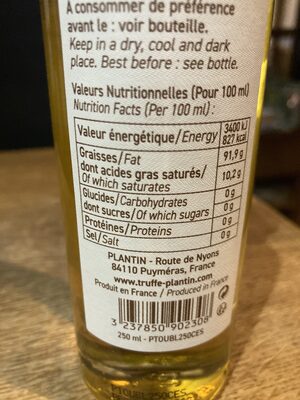 A consommer de préférence
avant le : voir bouteille.
Keep in a dry, cool and dark
place. Best before : see bottle.
Valeurs Nutritionnelles (Pour 100 ml)
Nutrition Facts (Per 100 ml) :
Valeur énergétique/Energy 3400 kJ
827 kcal
Graisses/Fat 91,9 g
dont acides gras saturés/
Of which saturates 10,2 g
Glucides/Carbohydrates 0 g
dont sucres/Of which sugars 0 g
Protéines/Proteins 0 g
Sel/Salt 0 g
PLANTIN - Route de Nyons
84110 Puyméras, France
www.truffe-plantin.com
Produit en France / Produced in France
3 237850 902308
250 ml - PTOUBL250CES
PTOUBL250CES